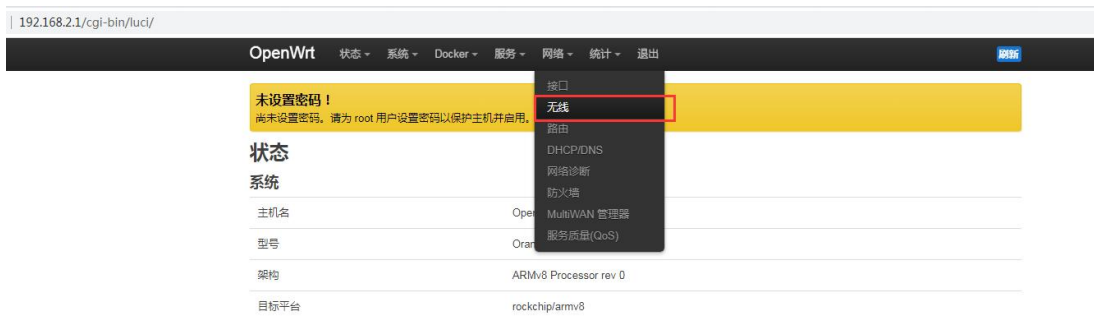 192.168.2.1/cgi-bin/luci/
OpenWrt 状态 系统 Docker 服务 网络 统计 退出 刷新
接口
无线
路由
DHCP/DNS
网络诊断
防火墙
MultiWAN 管理器
服务质量(QoS)
未设置密码！
尚未设置密码。请为 root 用户设置密码以保护主机并启用。
状态
系统
主机名 Ope
型号 Oran
架构 ARMv8 Processor rev 0
目标平台 rockchip/armv8